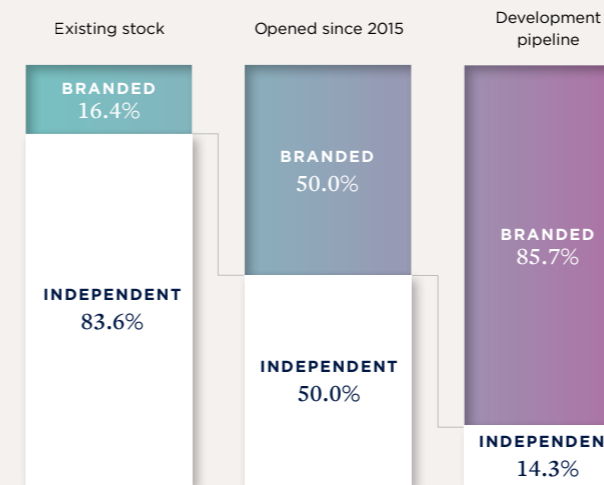 Existing stock
BRANDED
16.4%
INDEPENDENT
83.6%
Opened since 2015
BRANDED
50.0%
INDEPENDENT
50.0%
Development
pipeline
BRANDED
85.7%
INDEPENDEN
14.3%